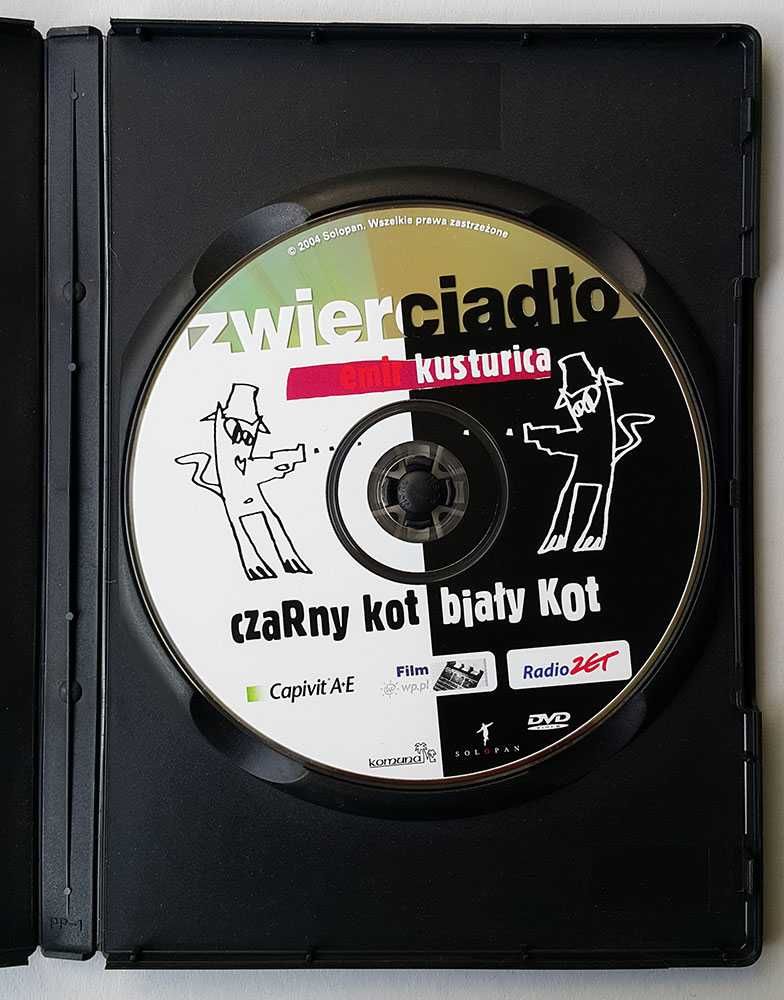 © 2004 Solopan. Wszelkie prawa zastrzeżone
zwierciadło
emir kusturica
czaRny kot biały Kot
Capivit A+E
Film
wp.pl
Radio ZET
komuna
SOLOPAN
DVD
VIDEO
PP-1